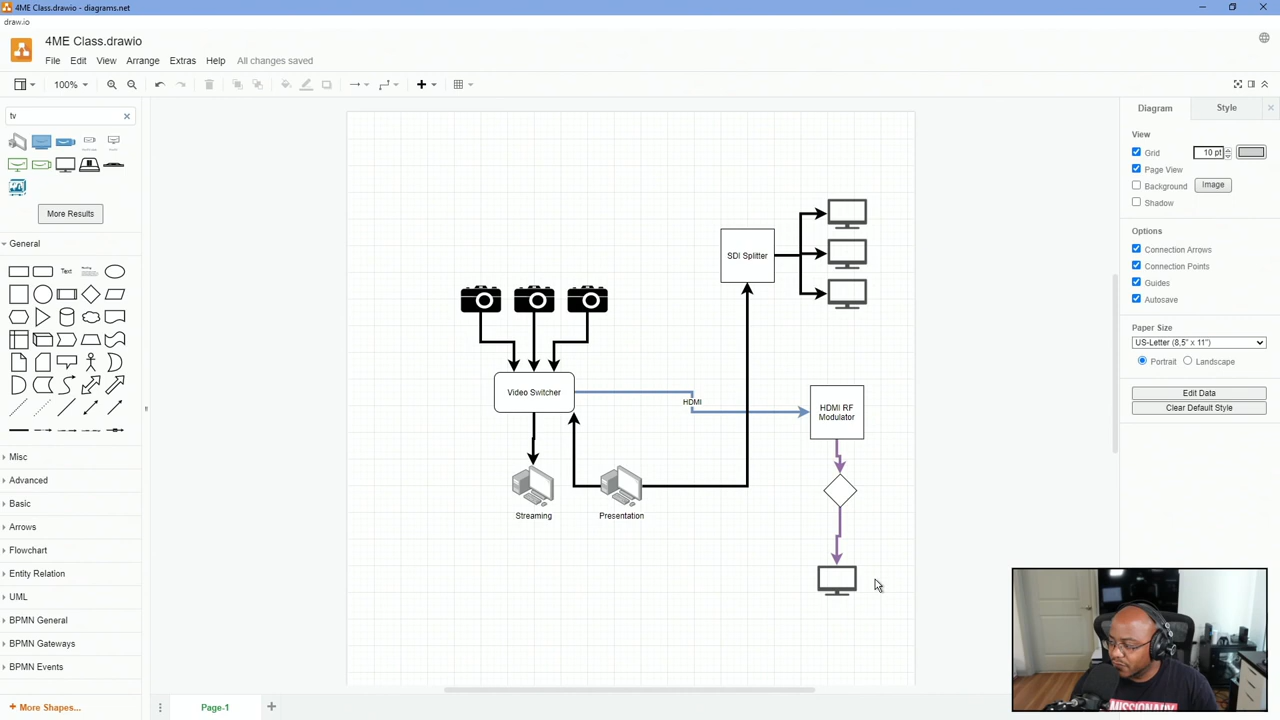 4ME Class.drawio - diagrams.net
draw.io
4ME Class.drawio
File Edit View Arrange Extras Help All changes saved
100%
tv
More Results
General
Text
Misc
Advanced
Basic
Arrows
Flowchart
Entity Relation
UML
BPMN General
BPMN Gateways
BPMN Events
+ More Shapes...
SDI Splitter
Video Switcher
HDMI
HDMI RF
Modulator
Streaming
Presentation
Page-1
Diagram
Style
View
Grid
10 pt
Page View
Background
Image
Shadow
Options
Connection Arrows
Connection Points
Guides
Autosave
Paper Size
US-Letter (8,5" x 11")
Portrait
Landscape
Edit Data
Clear Default Style
MISSIONARY